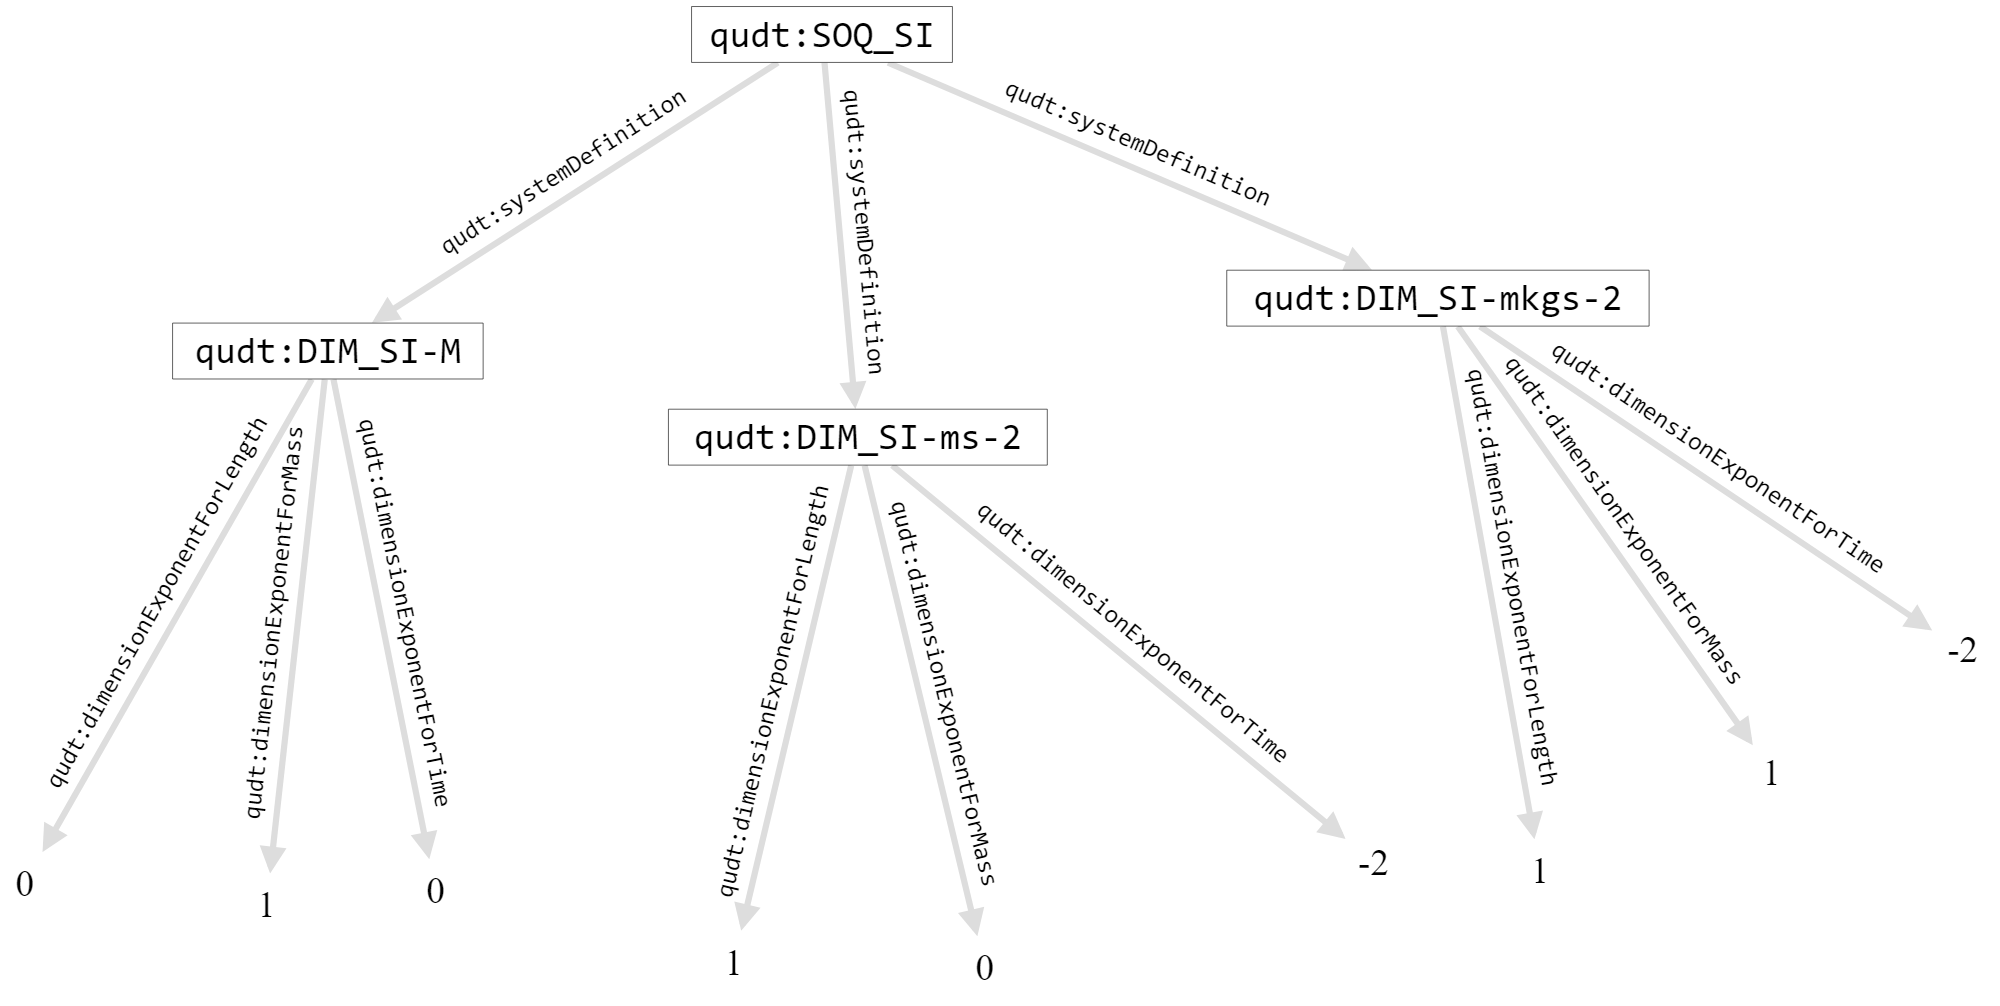 qudt:SOQ_SI
qudt:systemDefinition
qudt:systemDefinition
qudt:systemDefinition
qudt:DIM_SI-M
qudt:DIM_SI-ms-2
qudt:DIM_SI-mkgs-2
qudt:dimensionExponentForLength
qudt:dimensionExponentForMass
qudt:dimensionExponentForTime
0
1
0
qudt:dimensionExponentForLength
qudt:dimensionExponentForMass
qudt:dimensionExponentForTime
1
0
-2
qudt:dimensionExponentForLength
qudt:dimensionExponentForMass
qudt:dimensionExponentForTime
1
1
-2